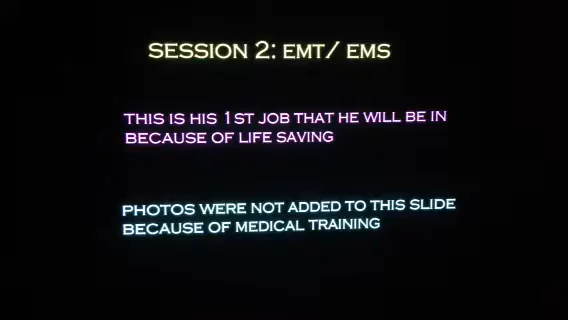 SESSION 2: EMT/ EMS
THIS IS HIS 1ST JOB THAT HE WILL BE IN
BECAUSE OF LIFE SAVING
PHOTOS WERE NOT ADDED TO THIS SLIDE
BECAUSE OF MEDICAL TRAINING